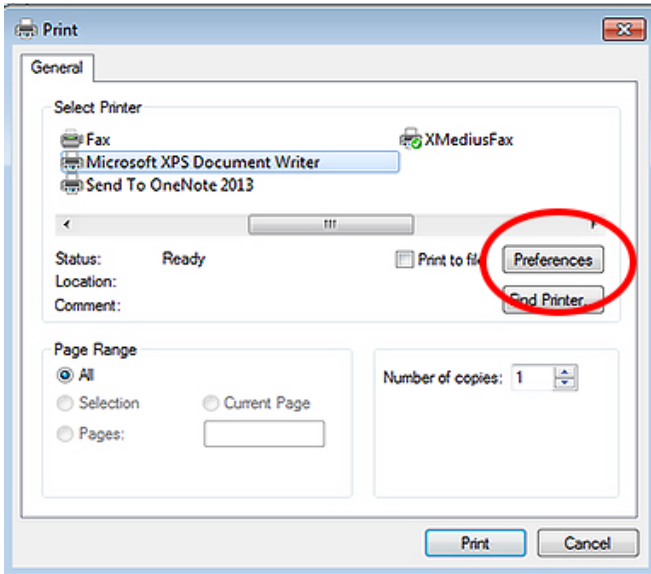 Print
General
Select Printer
Fax
XMediusFax
Microsoft XPS Document Writer
Send To OneNote 2013
Status: Ready
Print to file
Preferences
Location:
Comment:
Find Printer...
Page Range
All
Selection
Current Page
Pages:
Number of copies: 1
Print
Cancel